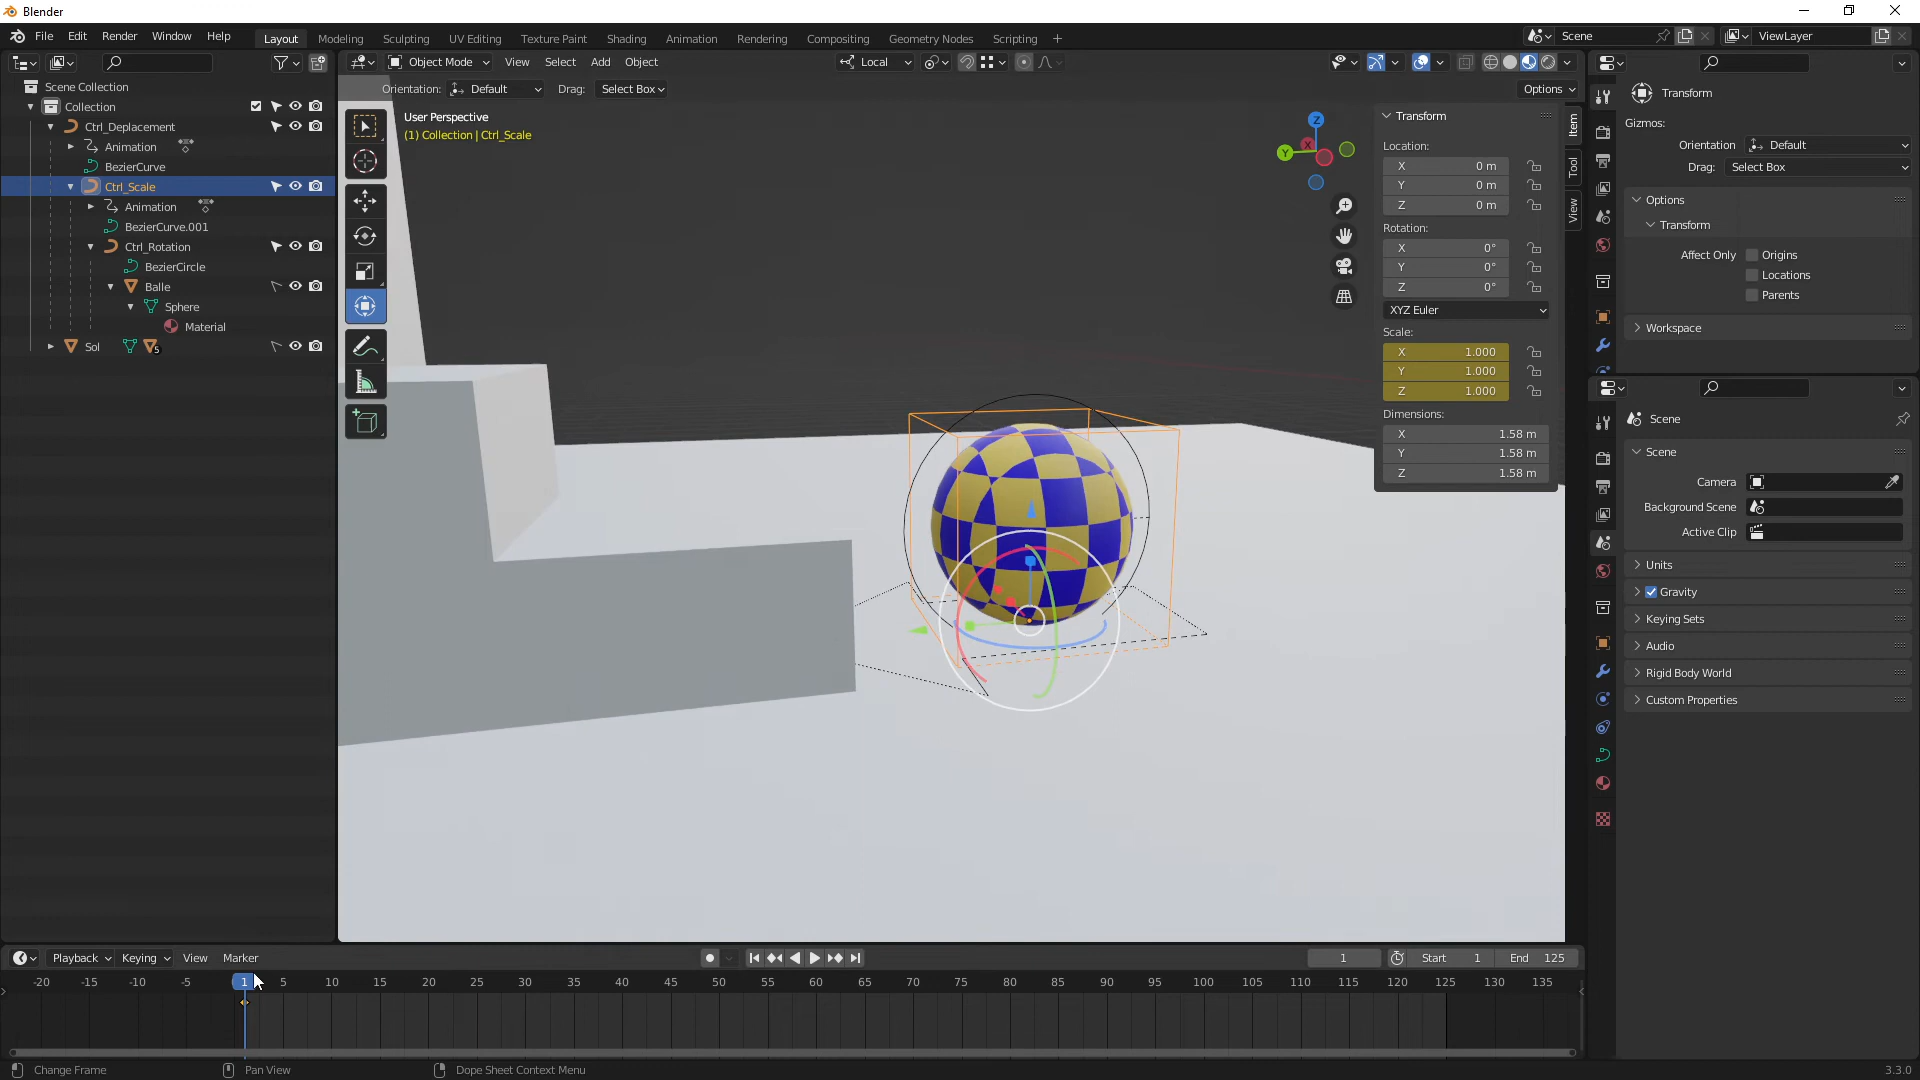 Blender
File Edit Render Window Help
Layout Modeling Sculpting UV Editing Texture Paint Shading Animation Rendering Compositing Geometry Nodes Scripting +
Scene
ViewLayer
Object Mode View Select Add Object
Local
Orientation: Default Drag: Select Box
Options
Scene Collection
Collection
Ctrl_Deplacement
Animation
BezierCurve
Ctrl_Scale
Animation
BezierCurve.001
Ctrl_Rotation
BezierCircle
Balle
Sphere
Material
Sol
5
User Perspective
(1) Collection | Ctrl_Scale
Z
X
Y
Transform
Location:
X 0 m
Y 0 m
Z 0 m
Rotation:
X 0°
Y 0°
Z 0°
XYZ Euler
Scale:
X 1.000
Y 1.000
Z 1.000
Dimensions:
X 1.58 m
Y 1.58 m
Z 1.58 m
Item
Tool
View
Transform
Gizmos:
Orientation Default
Drag: Select Box
Options
Transform
Affect Only Origins
Locations
Parents
Workspace
Scene
Scene
Camera
Background Scene
Active Clip
Units
Gravity
Keying Sets
Audio
Rigid Body World
Custom Properties
Playback Keying View Marker
1
Start 1
End 125
-20 -15 -10 -5 1 5 10 15 20 25 30 35 40 45 50 55 60 65 70 75 80 85 90 95 100 105 110 115 120 125 130 135
Change Frame
Pan View
Dope Sheet Context Menu
3.3.0